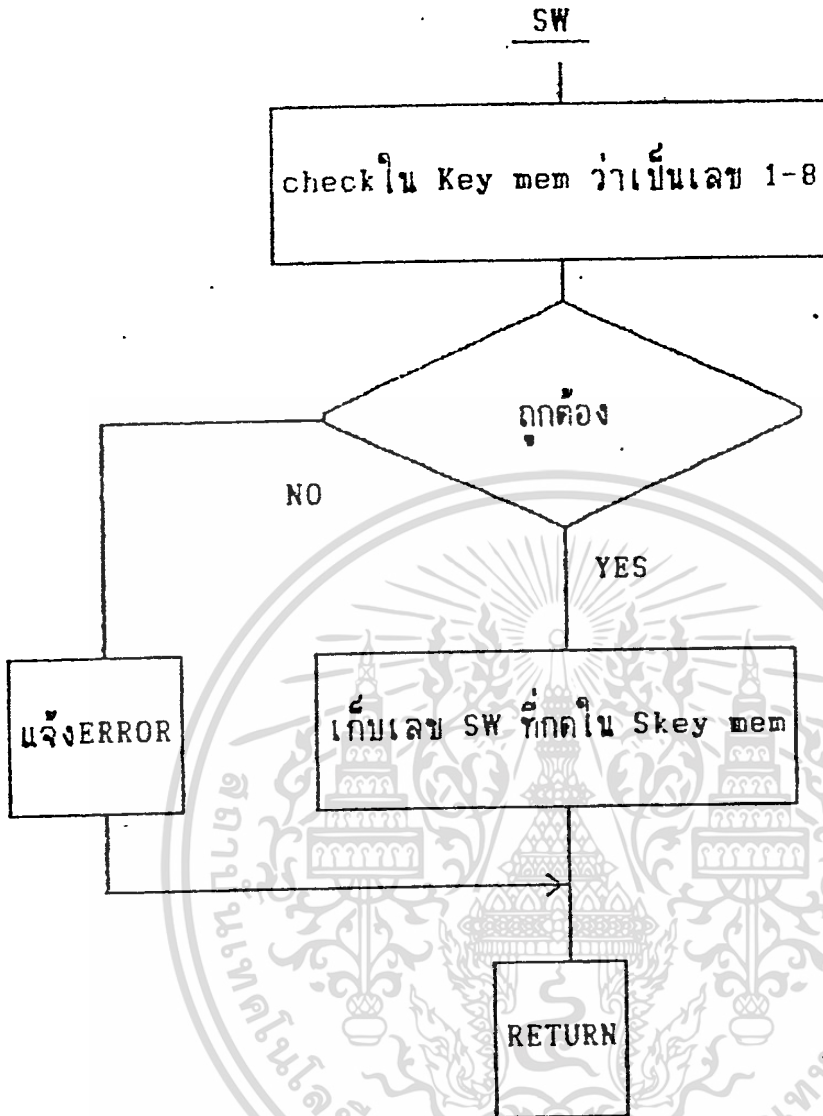 SW
checkใน Key mem ว่าเป็นเลข 1-8
ถูกต้อง
NO
YES
แจ้งERROR
เก็บเลข SW ที่กดใน Skey mem
RETURN